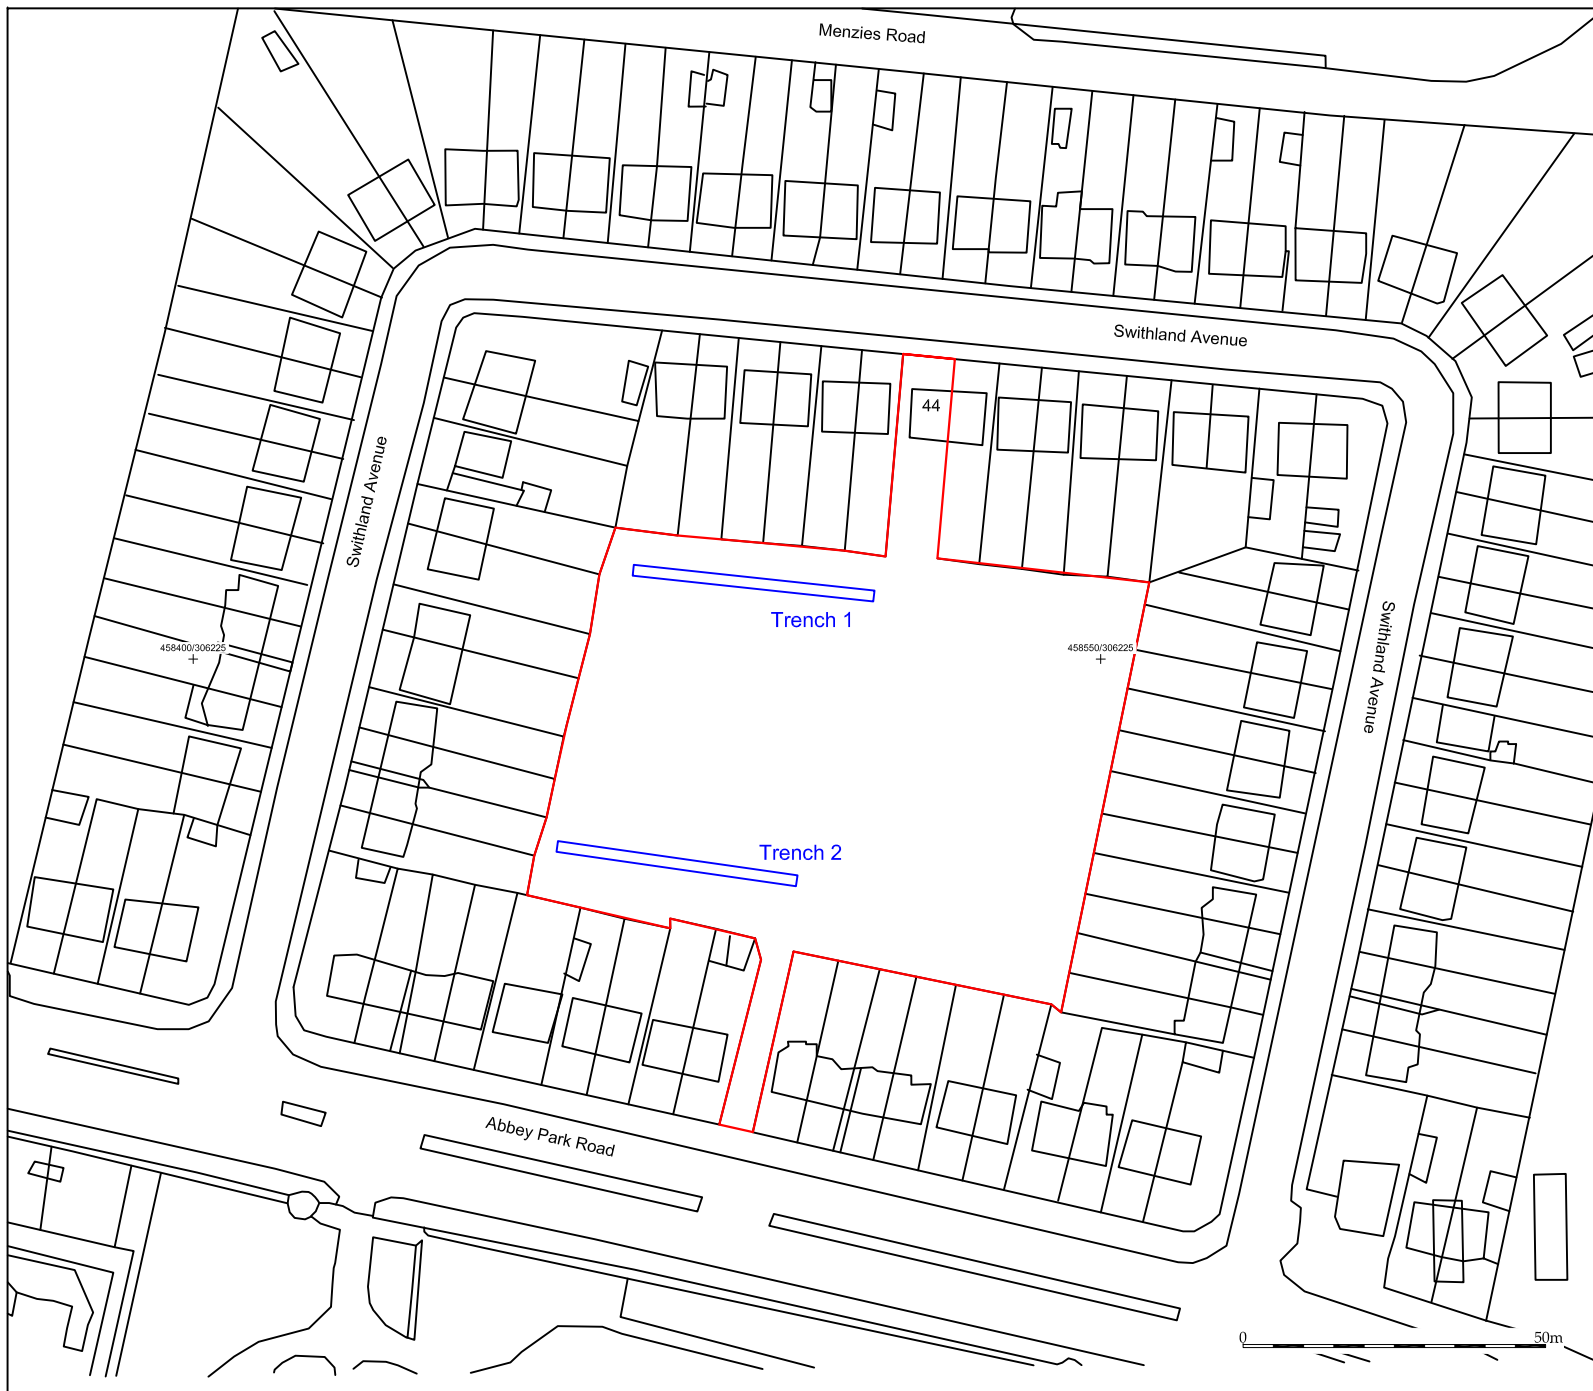 Menzies Road
Swithland Avenue
44
Swithland Avenue
Trench 1
458400/306225
458550/306225
Swithland Avenue
Trench 2
Abbey Park Road
0 50m